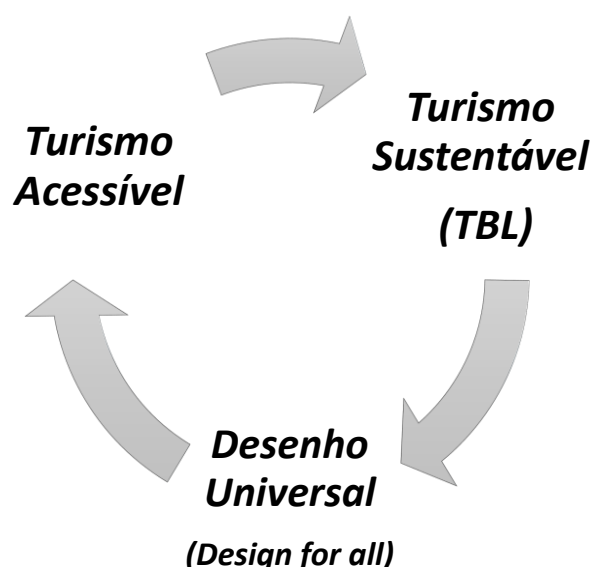 Turismo
Acessível
Turismo
Sustentável
(TBL)
Desenho
Universal
(Design for all)